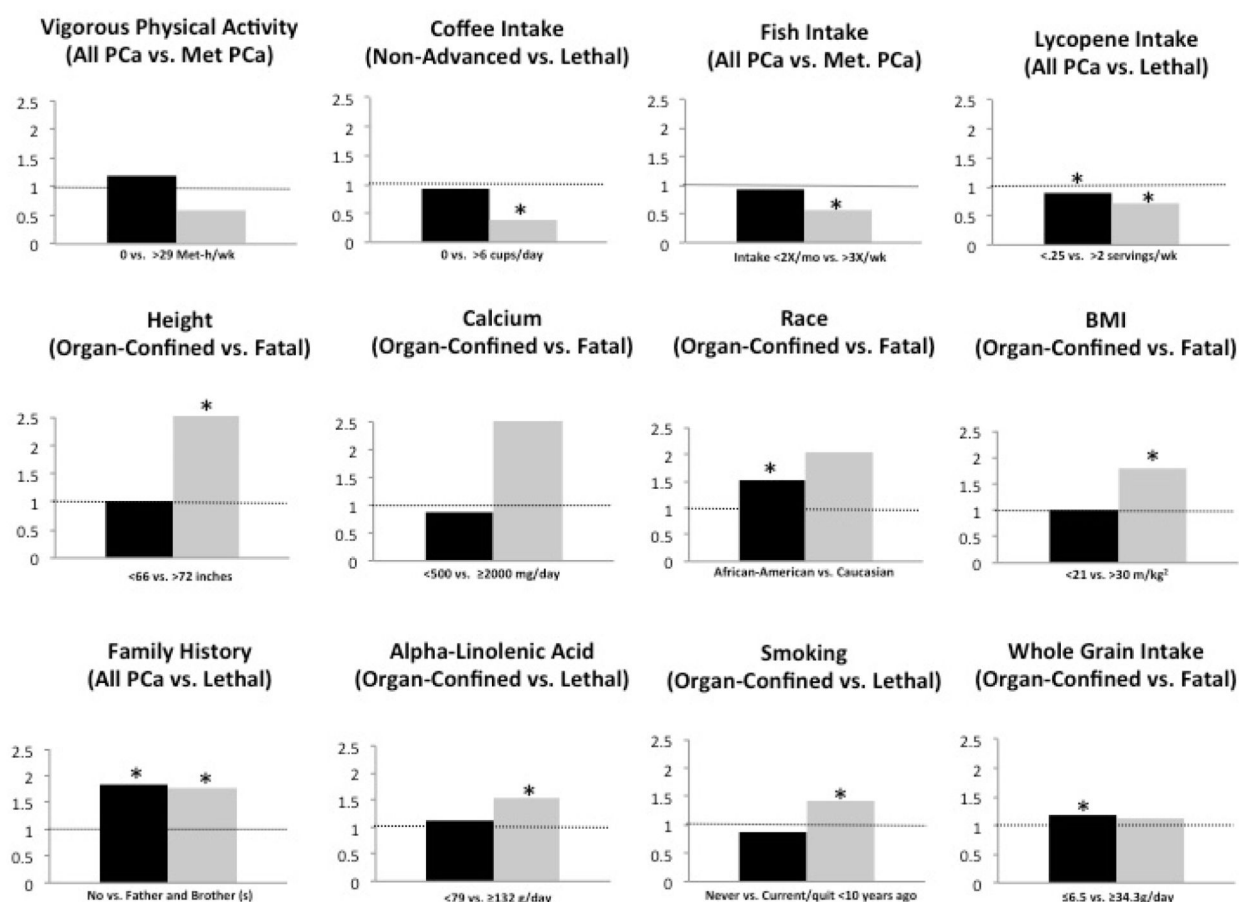 Vigorous Physical Activity
(All PCa vs. Met PCa)
2.5
2
1.5
1
0.5
0
0 vs. >29 Met-h/wk
Coffee Intake
(Non-Advanced vs. Lethal)
2.5
2
1.5
1
0.5
0
*
0 vs. >6 cups/day
Fish Intake
(All PCa vs. Met. PCa)
2.5
2
1.5
1
0.5
0
*
Intake <2X/mo vs. >3X/wk
Lycopene Intake
(All PCa vs. Lethal)
2.5
2
1.5
1
0.5
0
* *
<.25 vs. >2 servings/wk
Height
(Organ-Confined vs. Fatal)
2.5
2
1.5
1
0.5
0
*
<66 vs. >72 inches
Calcium
(Organ-Confined vs. Fatal)
2.5
2
1.5
1
0.5
0
<500 vs. ≥2000 mg/day
Race
(Organ-Confined vs. Fatal)
2.5
2
1.5
1
0.5
0
*
African-American vs. Caucasian
BMI
(Organ-Confined vs. Fatal)
2.5
2
1.5
1
0.5
0
*
<21 vs. >30 m/kg²
Family History
(All PCa vs. Lethal)
2.5
2
1.5
1
0.5
0
* *
No vs. Father and Brother (s)
Alpha-Linolenic Acid
(Organ-Confined vs. Lethal)
2.5
2
1.5
1
0.5
0
*
<79 vs. ≥132 g/day
Smoking
(Organ-Confined vs. Lethal)
2.5
2
1.5
1
0.5
0
*
Never vs. Current/quit <10 years ago
Whole Grain Intake
(Organ-Confined vs. Fatal)
2.5
2
1.5
1
0.5
0
*
≤6.5 vs. ≥34.3g/day